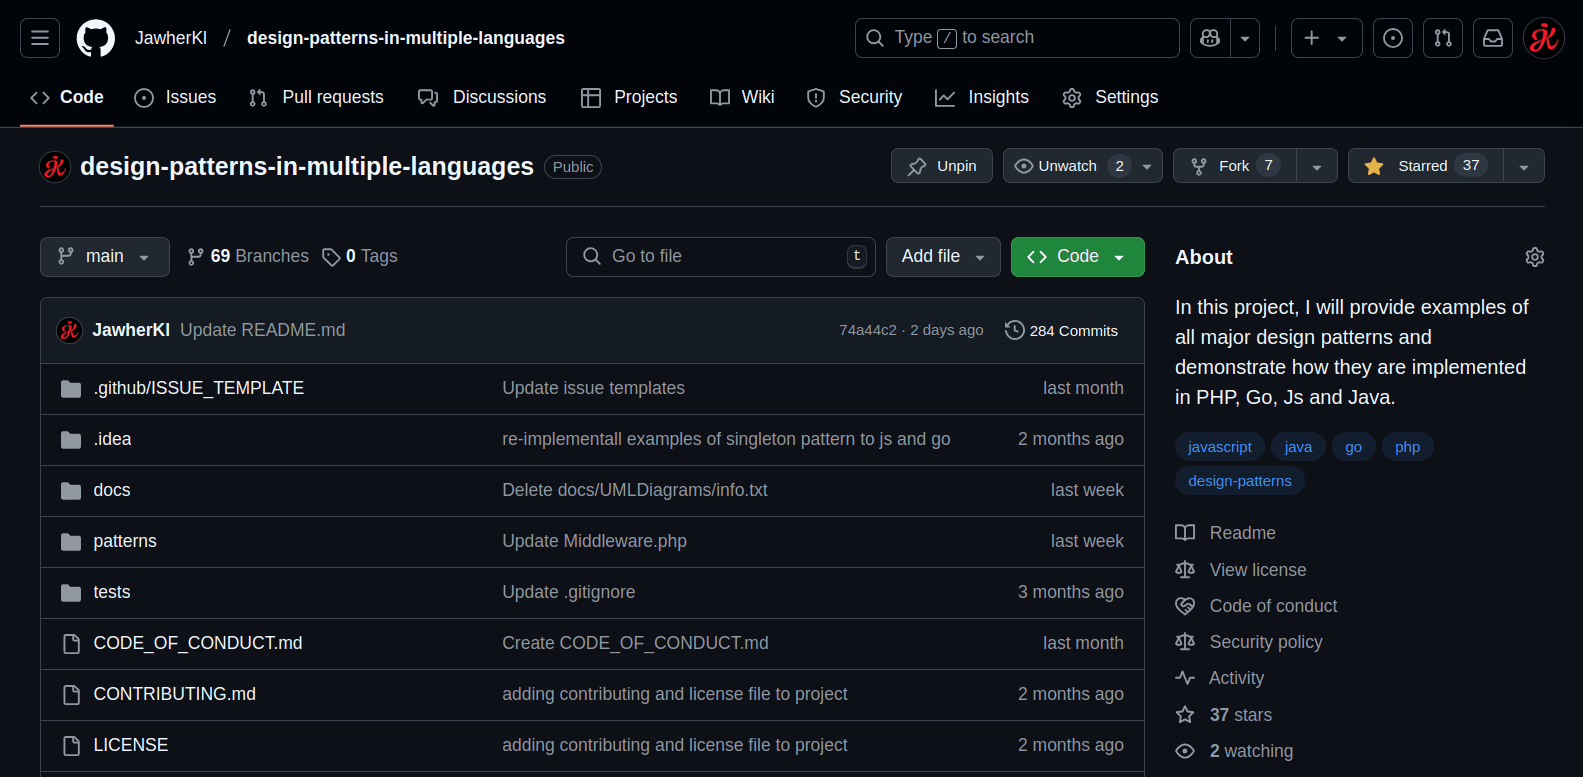 JawherKl / design-patterns-in-multiple-languages
Type / to search
Code Issues Pull requests Discussions Projects Wiki Security Insights Settings
design-patterns-in-multiple-languages Public
Unpin Unwatch 2 Fork 7 Starred 37
main 69 Branches 0 Tags
Go to file t
Add file Code
JawherKl Update README.md 74a44c2 · 2 days ago 284 Commits
.github/ISSUE_TEMPLATE Update issue templates last month
.idea re-implementall examples of singleton pattern to js and go 2 months ago
docs Delete docs/UMLDiagrams/info.txt last week
patterns Update Middleware.php last week
tests Update .gitignore 3 months ago
CODE_OF_CONDUCT.md Create CODE_OF_CONDUCT.md last month
CONTRIBUTING.md adding contributing and license file to project 2 months ago
LICENSE adding contributing and license file to project 2 months ago
About
In this project, I will provide examples of
all major design patterns and
demonstrate how they are implemented
in PHP, Go, Js and Java.
javascript java go php
design-patterns
Readme
View license
Code of conduct
Security policy
Activity
37 stars
2 watching